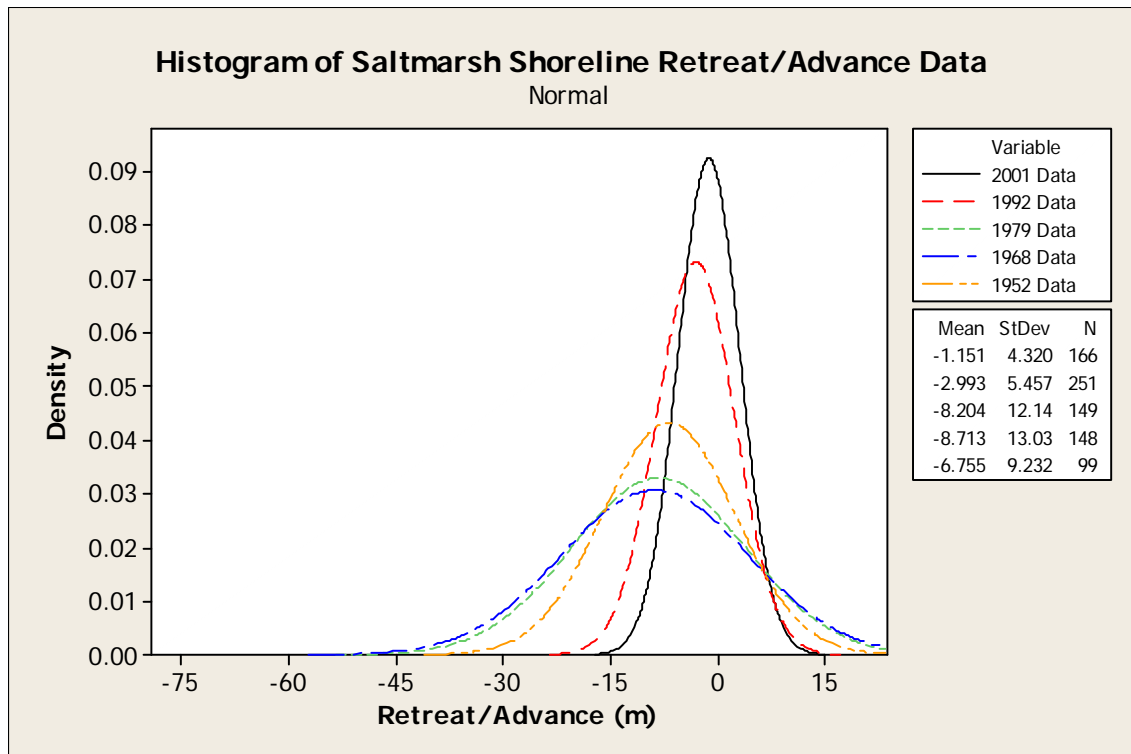 Histogram of Saltmarsh Shoreline Retreat/Advance Data
Normal
Density
0.09
0.08
0.07
0.06
0.05
0.04
0.03
0.02
0.01
0.00
-75 -60 -45 -30 -15 0 15
Retreat/Advance (m)
Variable
2001 Data
1992 Data
1979 Data
1968 Data
1952 Data
Mean StDev N
-1.151 4.320 166
-2.993 5.457 251
-8.204 12.14 149
-8.713 13.03 148
-6.755 9.232 99